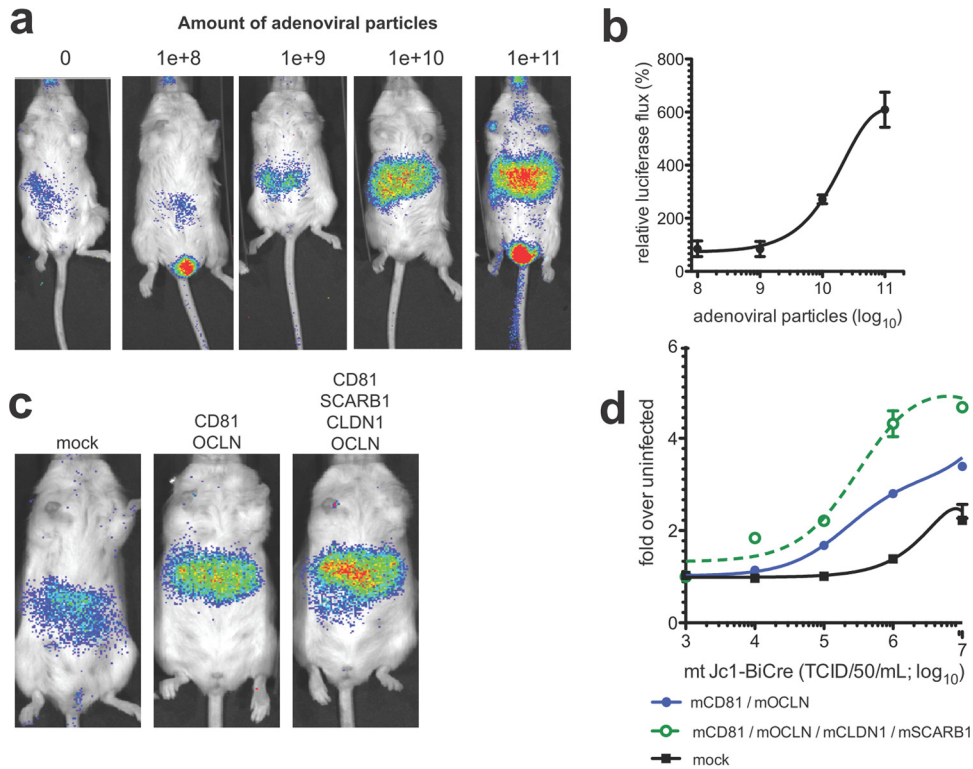 a
Amount of adenoviral particles
0
1e+8
1e+9
1e+10
1e+11
b
relative luciferase flux (%)
800
600
400
200
0
8
9
10
11
adenoviral particles (log10)
c
mock
CD81
OCLN
CD81
SCARB1
CLDN1
OCLN
d
fold over uninfected
6
4
2
0
3
4
5
6
7
mt Jc1-BiCre (TCID/50/mL; log10)
mCD81 / mOCLN
mCD81 / mOCLN / mCLDN1 / mSCARB1
mock